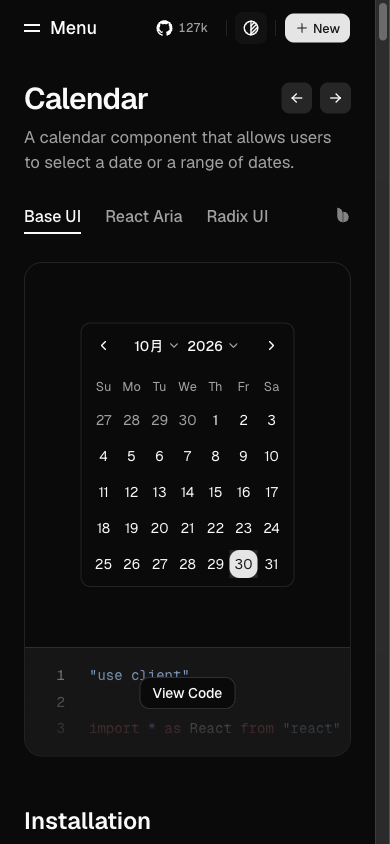 Menu 127k + New
Calendar
A calendar component that allows users
to select a date or a range of dates.
Base UI React Aria Radix UI
10月 2026
Su Mo Tu We Th Fr Sa
27 28 29 30 1 2 3
4 5 6 7 8 9 10
11 12 13 14 15 16 17
18 19 20 21 22 23 24
25 26 27 28 29 30 31
1 "use client"
2
View Code
3 import * as React from "react"
Installation